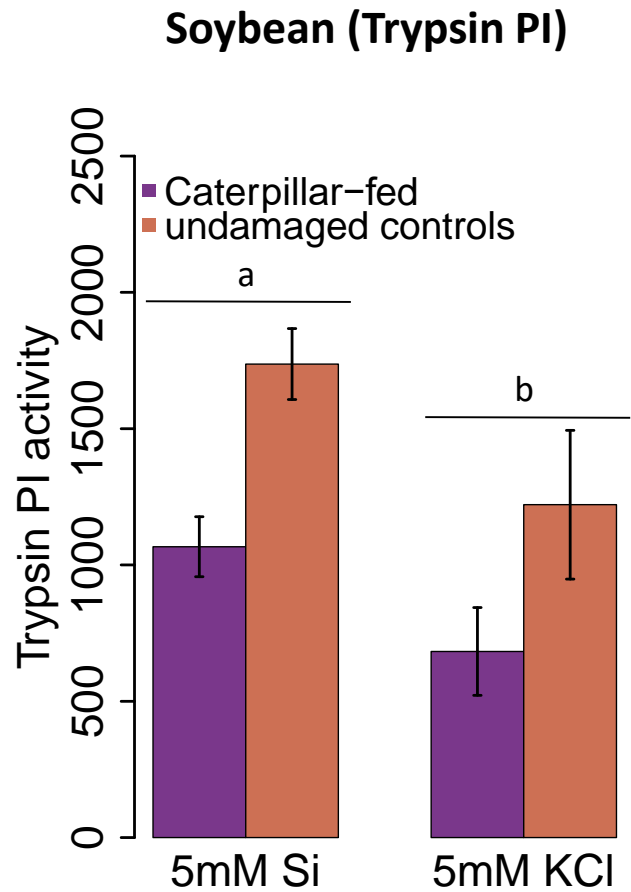 Soybean (Trypsin PI)
2500
2000
1500
1000
500
0
Trypsin PI activity
Caterpillar−fed
undamaged controls
a
b
5mM Si
5mM KCl